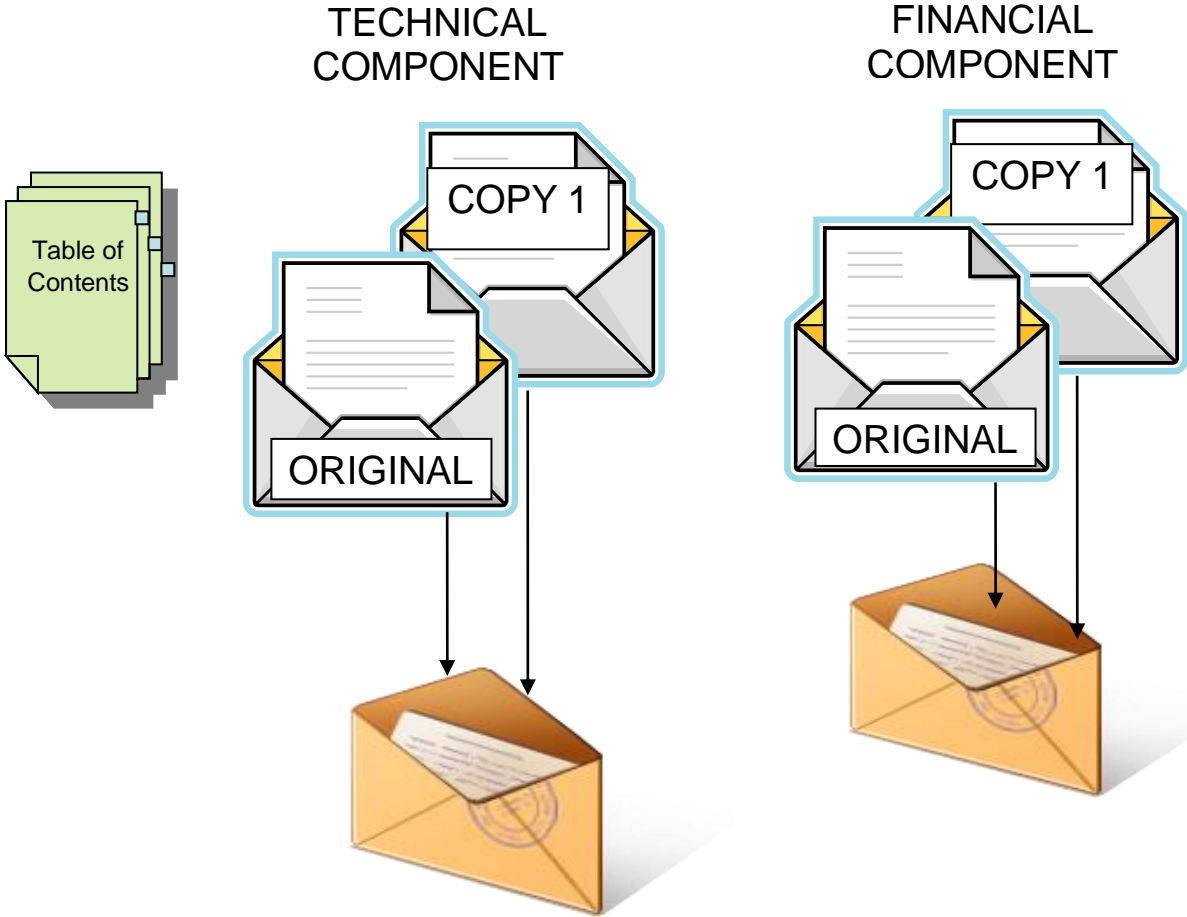 TECHNICAL
COMPONENT
FINANCIAL
COMPONENT
Table of
Contents
COPY 1
ORIGINAL
COPY 1
ORIGINAL